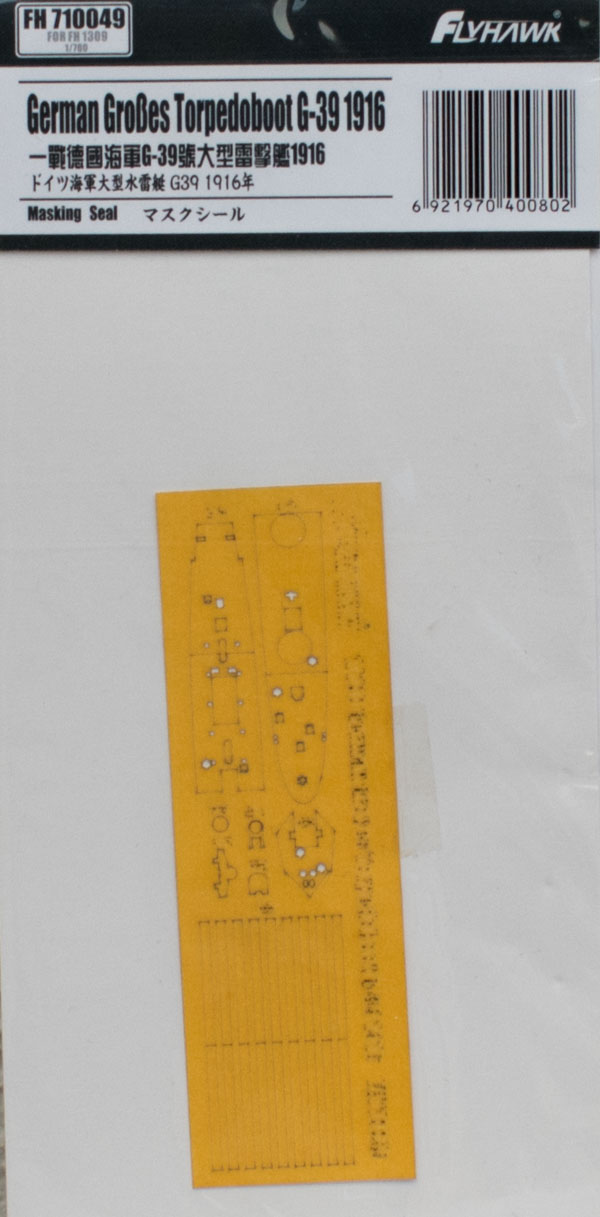 FH 710049
FOR FH 1309
1/700
FLYHAWK
German Großes Torpedoboot G-39 1916
一戰德國海軍G-39號大型雷擊艦1916
ドイツ海軍大型水雷艇 G39 1916年
Masking Seal マスクシール
6 921970 400802